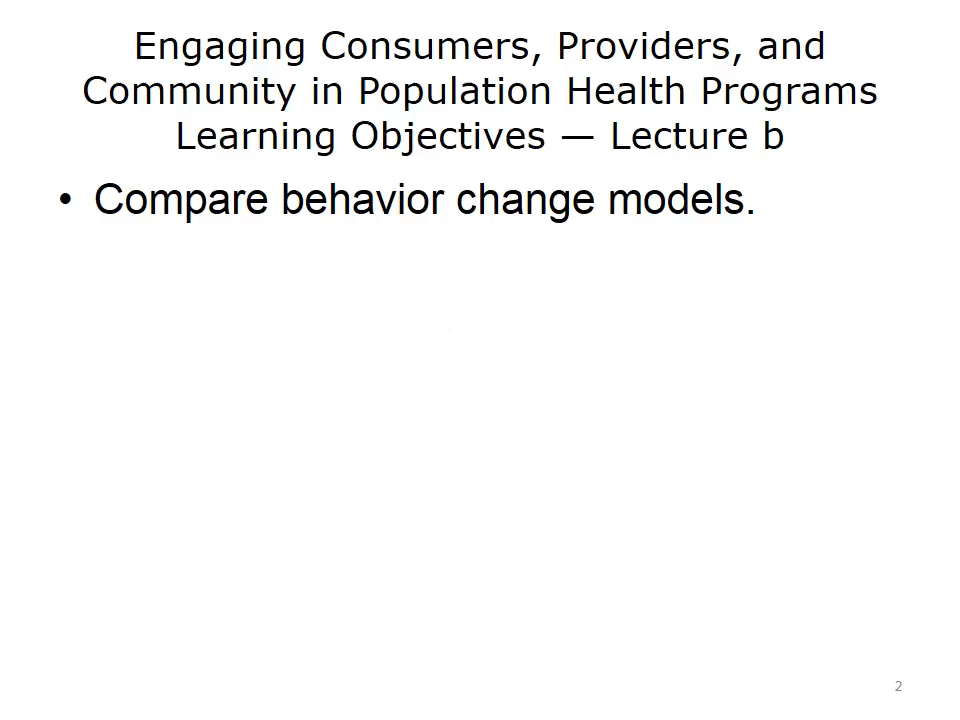 Engaging Consumers, Providers, and
Community in Population Health Programs
Learning Objectives — Lecture b
• Compare behavior change models.
2